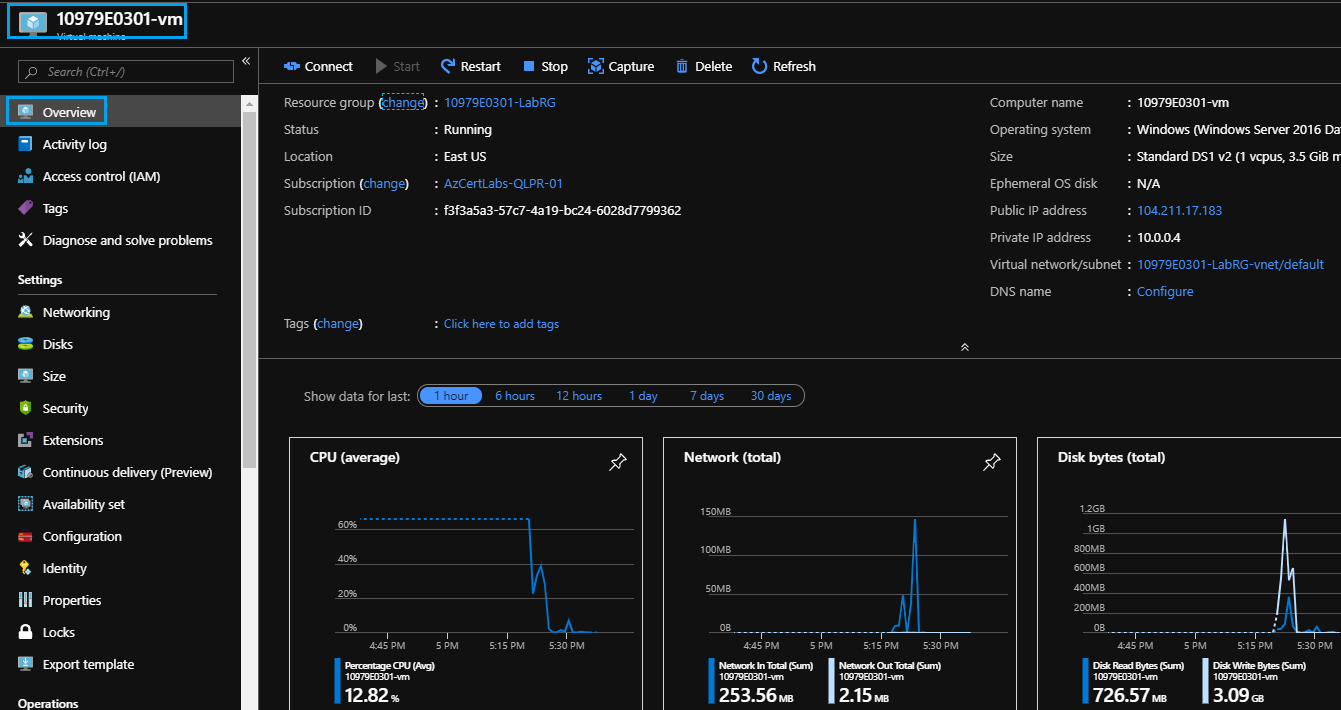 10979E0301-vm
Virtual machine
Search (Ctrl+/)
«
Overview
Activity log
Access control (IAM)
Tags
Diagnose and solve problems
Settings
Networking
Disks
Size
Security
Extensions
Continuous delivery (Preview)
Availability set
Configuration
Identity
Properties
Locks
Export template
Operations
Connect Start Restart Stop Capture Delete Refresh
Resource group (change) : 10979E0301-LabRG
Status : Running
Location : East US
Subscription (change) : AzCertLabs-QLPR-01
Subscription ID : f3f3a5a3-57c7-4a19-bc24-6028d7799362
Tags (change) : Click here to add tags
Computer name : 10979E0301-vm
Operating system : Windows (Windows Server 2016 Da
Size : Standard DS1 v2 (1 vcpus, 3.5 GiB m
Ephemeral OS disk : N/A
Public IP address : 104.211.17.183
Private IP address : 10.0.0.4
Virtual network/subnet : 10979E0301-LabRG-vnet/default
DNS name : Configure
Show data for last: 1 hour 6 hours 12 hours 1 day 7 days 30 days
CPU (average)
60%
40%
20%
0%
4:45 PM 5 PM 5:15 PM 5:30 PM
Percentage CPU (Avg)
10979E0301-vm
12.82 %
Network (total)
150MB
100MB
50MB
0B
4:45 PM 5 PM 5:15 PM 5:30 PM
Network In Total (Sum)
10979E0301-vm
253.56 MB
Network Out Total (Sum)
10979E0301-vm
2.15 MB
Disk bytes (total)
1.2GB
1GB
800MB
600MB
400MB
200MB
0B
4:45 PM 5 PM 5:15 PM 5:30 PM
Disk Read Bytes (Sum)
10979E0301-vm
726.57 MB
Disk Write Bytes (Sum)
10979E0301-vm
3.09 GB